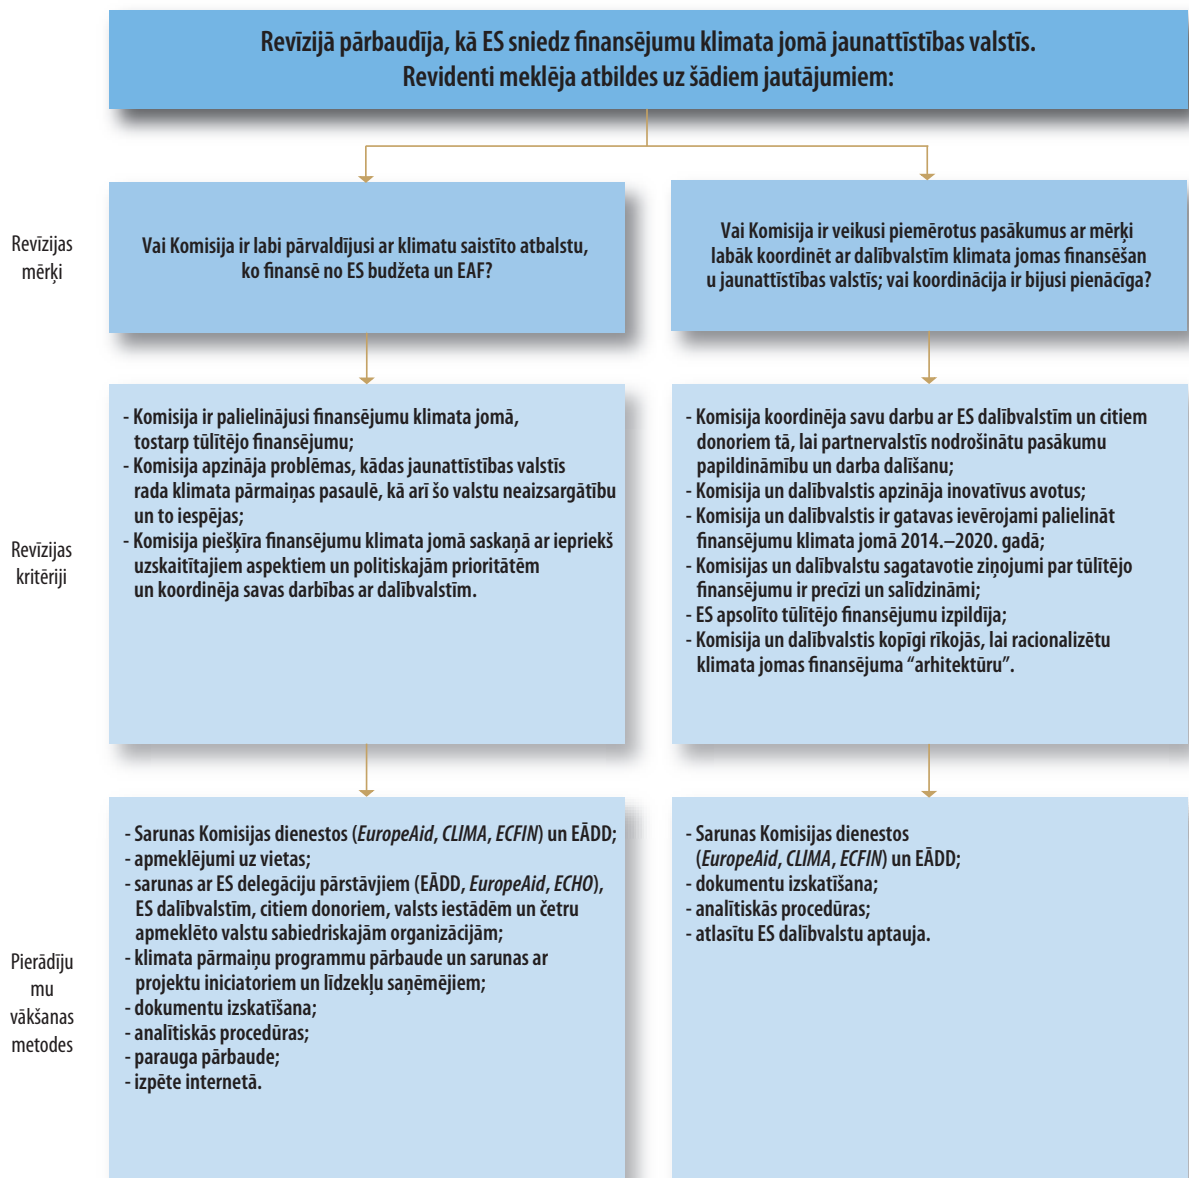 Revīzijā pārbaudīja, kā ES sniedz finansējumu klimata jomā jaunattīstības valstīs.
Revidenti meklēja atbildes uz šādiem jautājumiem:
Revīzijas
mērķi
Vai Komisija ir labi pārvaldījusi ar klimatu saistīto atbalstu,
ko finansē no ES budžeta un EAF?
Vai Komisija ir veikusi piemērotus pasākumus ar mērķi
labāk koordinēt ar dalībvalstīm klimata jomas finansēšan
u jaunattīstības valstīs; vai koordinācija ir bijusi pienācīga?
Revīzijas
kritēriji
- Komisija ir palielinājusi finansējumu klimata jomā,
tostarp tūlītējo finansējumu;
- Komisija apzināja problēmas, kādas jaunattīstības valstīs
rada klimata pārmaiņas pasaulē, kā arī šo valstu neaizsargātību
un to iespējas;
- Komisija piešķīra finansējumu klimata jomā saskaņā ar iepriekš
uzskaitītajiem aspektiem un politiskajām prioritātēm
un koordinēja savas darbības ar dalībvalstīm.
- Komisija koordinēja savu darbu ar ES dalībvalstīm un citiem
donoriem tā, lai partnervalstīs nodrošinātu pasākumu
papildināmību un darba dalīšanu;
- Komisija un dalībvalstis apzināja inovatīvus avotus;
- Komisija un dalībvalstis ir gatavas ievērojami palielināt
finansējumu klimata jomā 2014.–2020. gadā;
- Komisijas un dalībvalstu sagatavotie ziņojumi par tūlītējo
finansējumu ir precīzi un salīdzināmi;
- ES apsolīto tūlītējo finansējumu izpildīja;
- Komisija un dalībvalstis kopīgi rīkojās, lai racionalizētu
klimata jomas finansējuma “arhitektūru”.
Pierādīju
mu
vākšanas
metodes
- Sarunas Komisijas dienestos (EuropeAid, CLIMA, ECFIN) un EĀDD;
- apmeklējumi uz vietas;
- sarunas ar ES delegāciju pārstāvjiem (EĀDD, EuropeAid, ECHO),
ES dalībvalstīm, citiem donoriem, valsts iestādēm un četru
apmeklēto valstu sabiedriskajām organizācijām;
- klimata pārmaiņu programmu pārbaude un sarunas ar
projektu iniciatoriem un līdzekļu saņēmējiem;
- dokumentu izskatīšana;
- analītiskās procedūras;
- parauga pārbaude;
- izpēte internetā.
- Sarunas Komisijas dienestos
(EuropeAid, CLIMA, ECFIN) un EĀDD;
- dokumentu izskatīšana;
- analītiskās procedūras;
- atlasītu ES dalībvalstu aptauja.